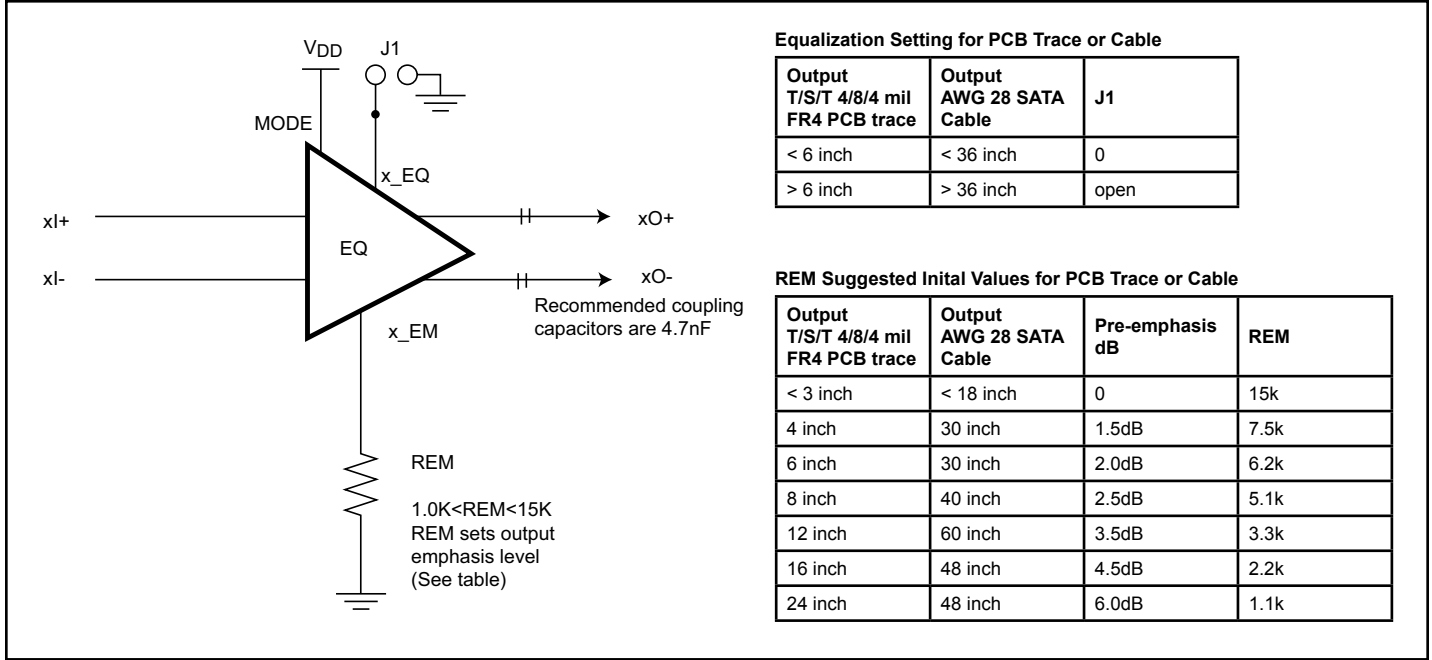 VDD
J1
MODE
x_EQ
xI+
xI-
EQ
xO+
xO-
Recommended coupling
capacitors are 4.7nF
x_EM
REM
1.0K<REM<15K
REM sets output
emphasis level
(See table)
Equalization Setting for PCB Trace or Cable
Output T/S/T 4/8/4 mil FR4 PCB trace | Output AWG 28 SATA Cable | J1
< 6 inch | < 36 inch | 0
> 6 inch | > 36 inch | open
REM Suggested Inital Values for PCB Trace or Cable
Output T/S/T 4/8/4 mil FR4 PCB trace | Output AWG 28 SATA Cable | Pre-emphasis dB | REM
< 3 inch | < 18 inch | 0 | 15k
4 inch | 30 inch | 1.5dB | 7.5k
6 inch | 30 inch | 2.0dB | 6.2k
8 inch | 40 inch | 2.5dB | 5.1k
12 inch | 60 inch | 3.5dB | 3.3k
16 inch | 48 inch | 4.5dB | 2.2k
24 inch | 48 inch | 6.0dB | 1.1k